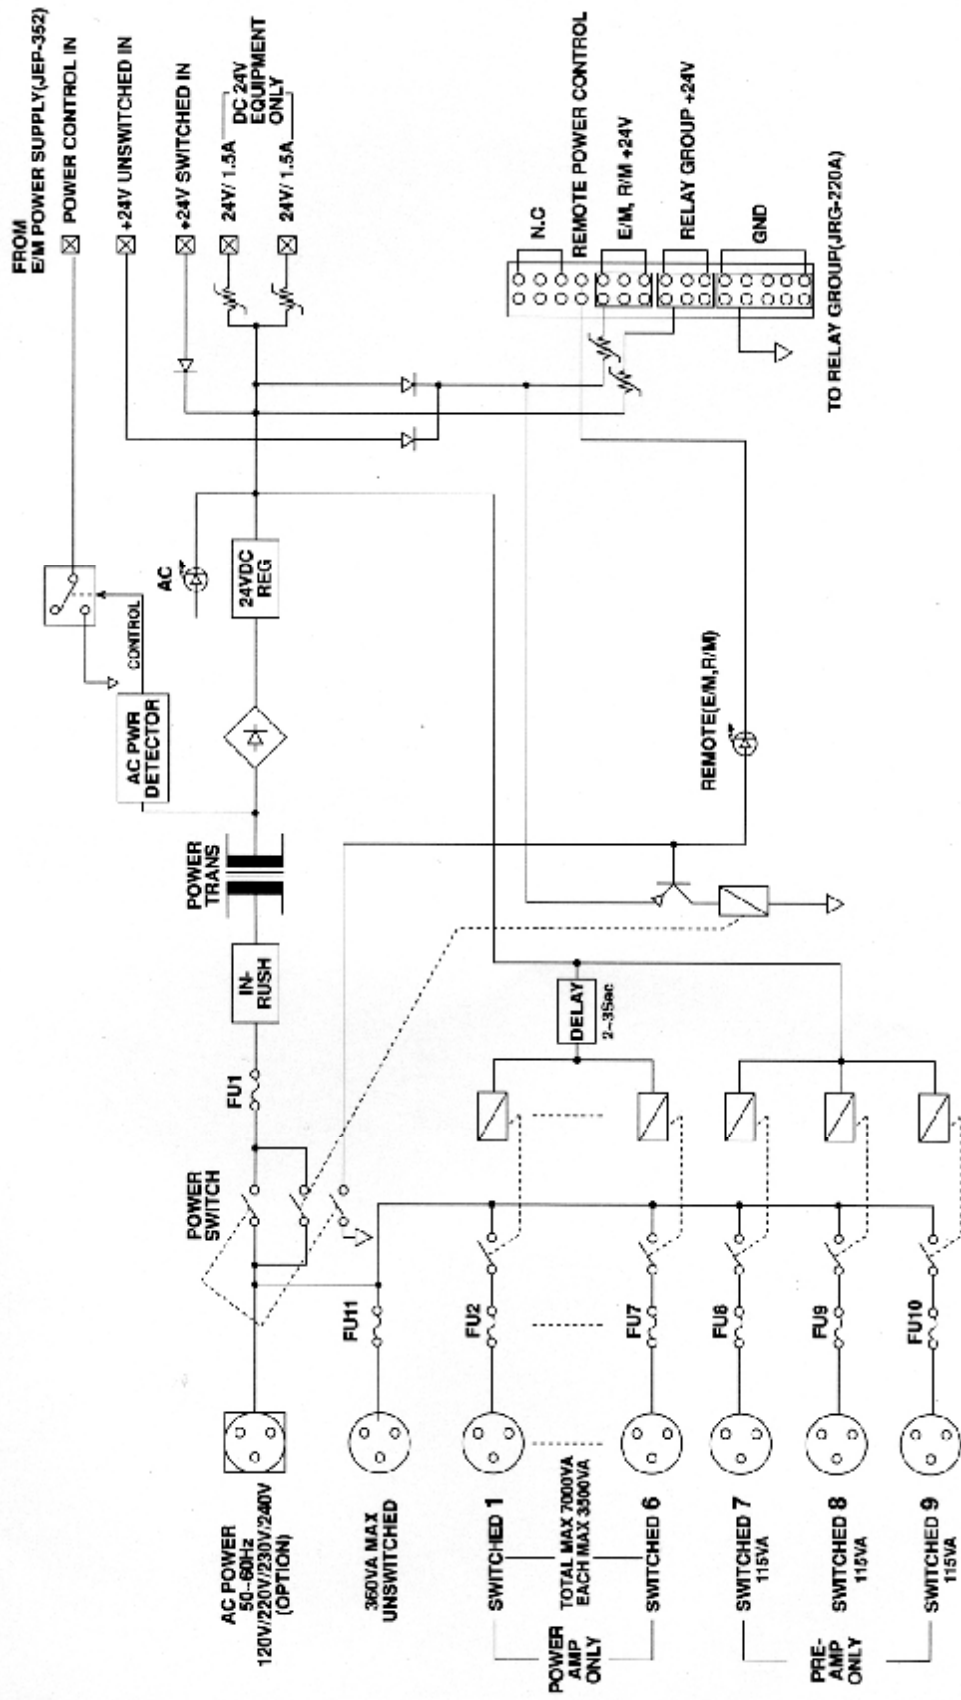 FROM
E/M POWER SUPPLY(JEP-352)
POWER CONTROL IN
+24V UNSWITCHED IN
+24V SWITCHED IN
24V/ 1.5A
DC 24V
EQUIPMENT
ONLY
24V/ 1.5A
N.C
REMOTE POWER CONTROL
E/M, R/M +24V
RELAY GROUP +24V
GND
TO RELAY GROUP(JRG-220A)
CONTROL
AC PWR
DETECTOR
AC
24VDC
REG
REMOTE(E/M,R/M)
POWER
TRANS
IN-
RUSH
FU1
POWER
SWITCH
DELAY
2~3Sec
FU11
FU2
FU7
FU8
FU9
FU10
AC POWER
50~60Hz
120V/220V/230V/240V
(OPTION)
360VA MAX
UNSWITCHED
SWITCHED 1
TOTAL MAX 7000VA
EACH MAX 3500VA
SWITCHED 6
SWITCHED 7
115VA
SWITCHED 8
115VA
SWITCHED 9
115VA
POWER
AMP
ONLY
PRE-
AMP
ONLY